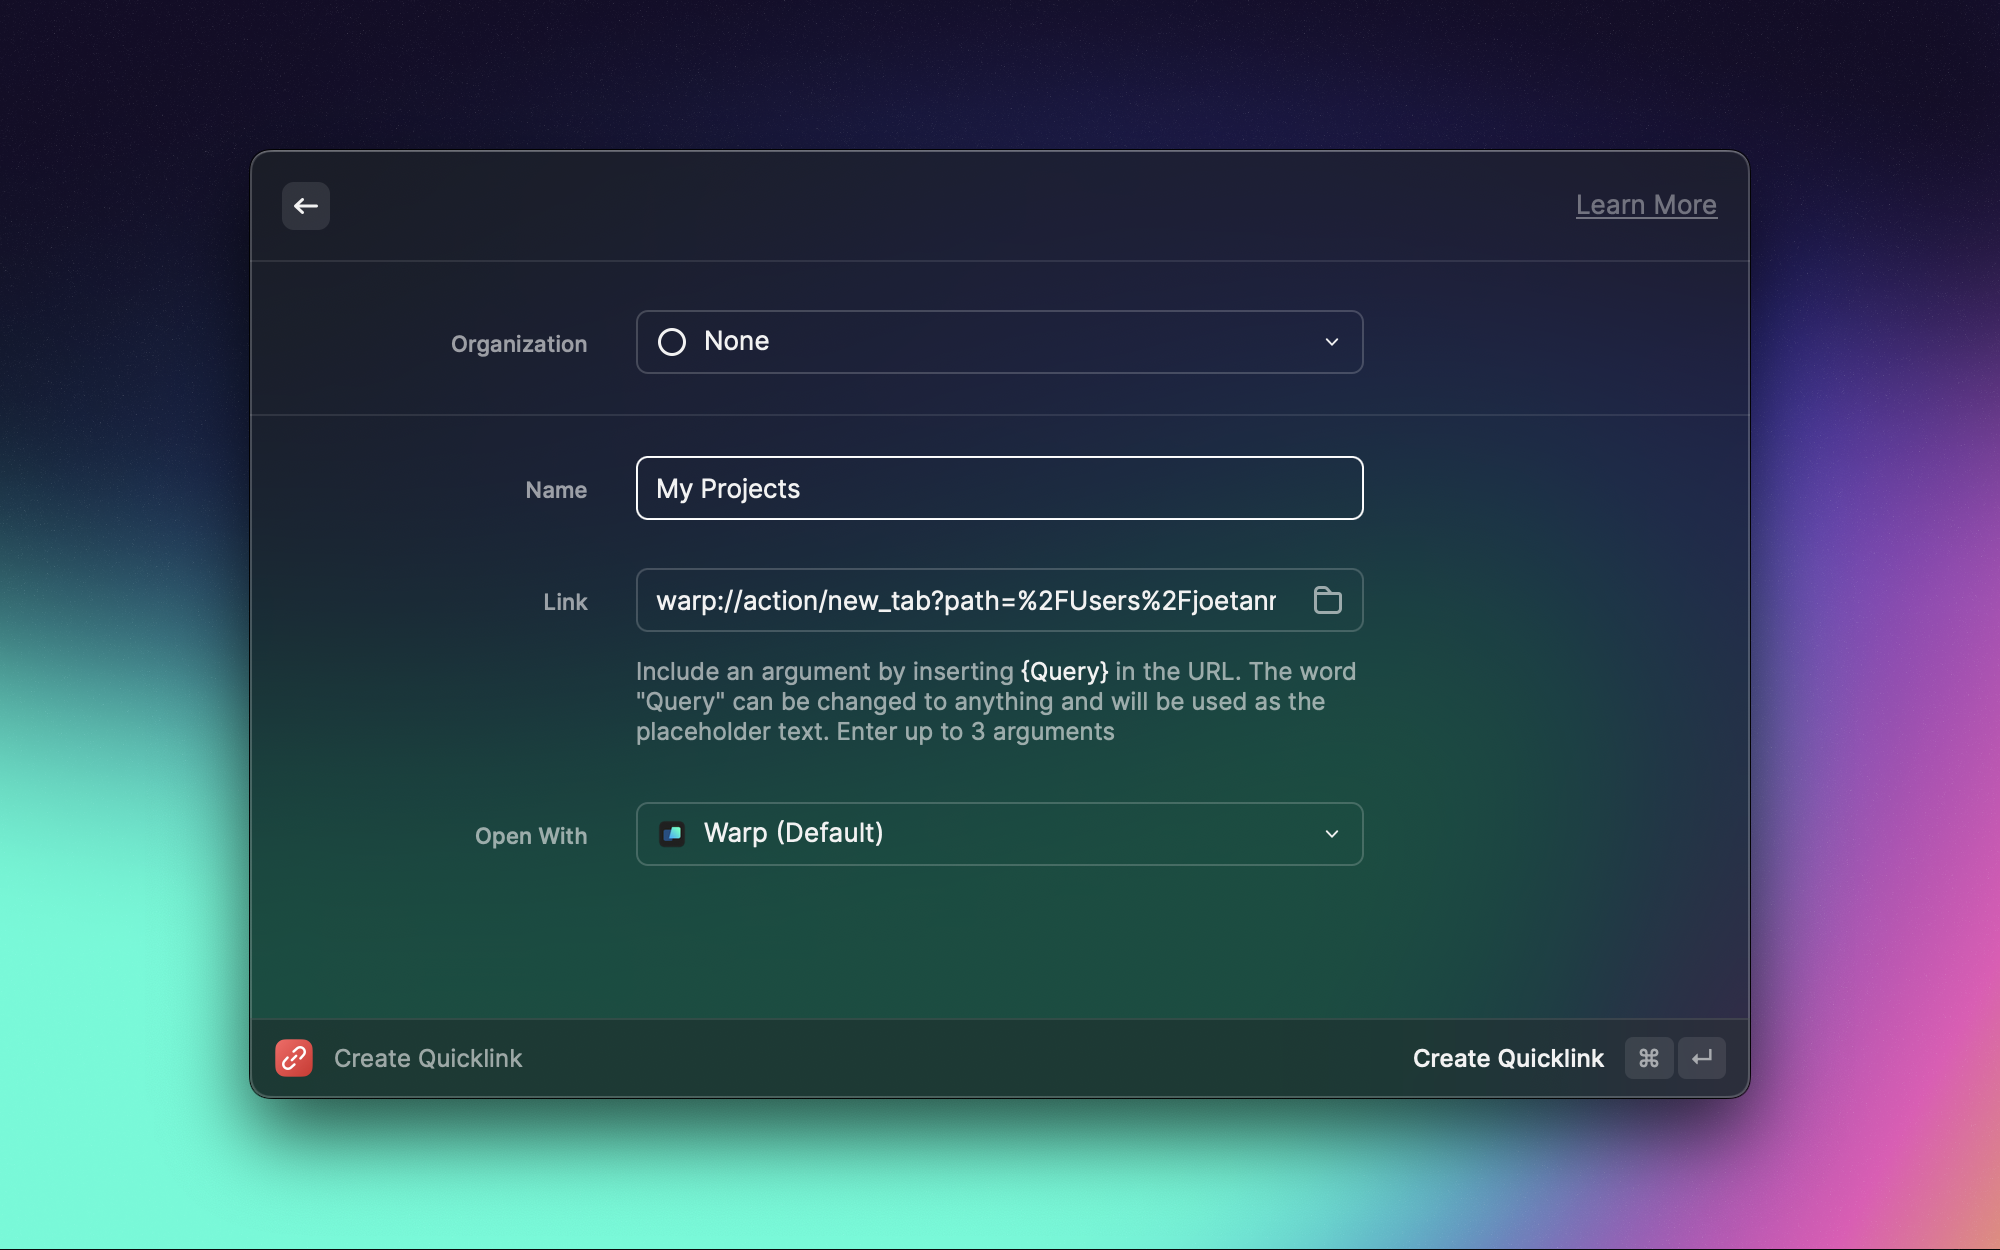 Learn More
Organization
None
Name
My Projects
Link
warp://action/new_tab?path=%2FUsers%2Fjoetanr
Include an argument by inserting {Query} in the URL. The word
"Query" can be changed to anything and will be used as the
placeholder text. Enter up to 3 arguments
Open With
Warp (Default)
Create Quicklink
Create Quicklink ⌘ ↵